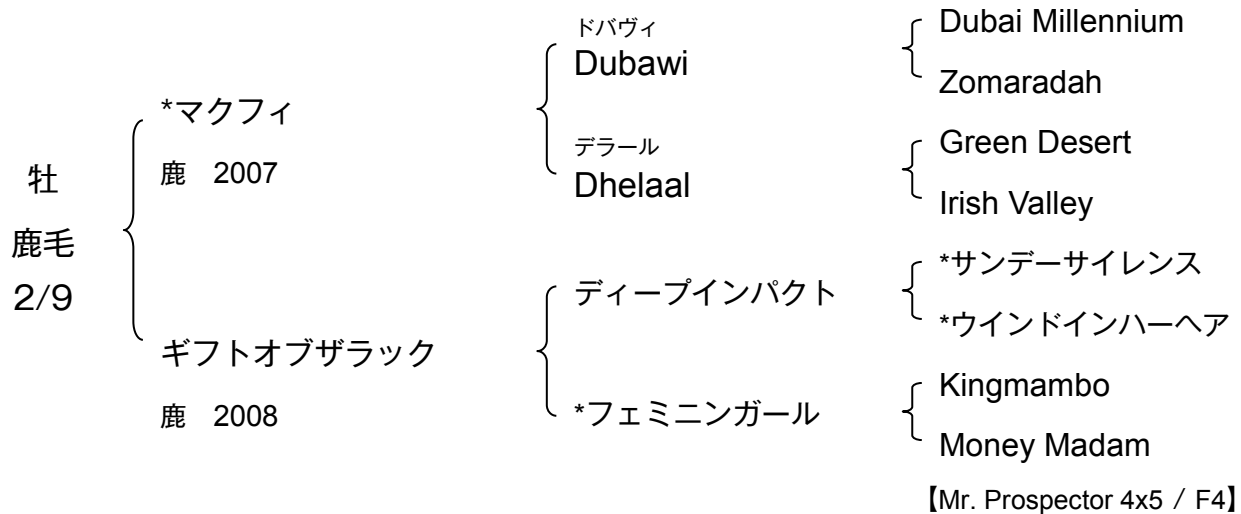 牡
鹿毛
2/9
*マクフィ
鹿　2007
ギフトオブザラック
鹿　2008
ドバヴィ
Dubawi
デラール
Dhelaal
ディープインパクト
*フェミニンガール
Dubai Millennium
Zomaradah
Green Desert
Irish Valley
*サンデーサイレンス
*ウインドインハーヘア
Kingmambo
Money Madam
【Mr. Prospector 4x5 / F4】